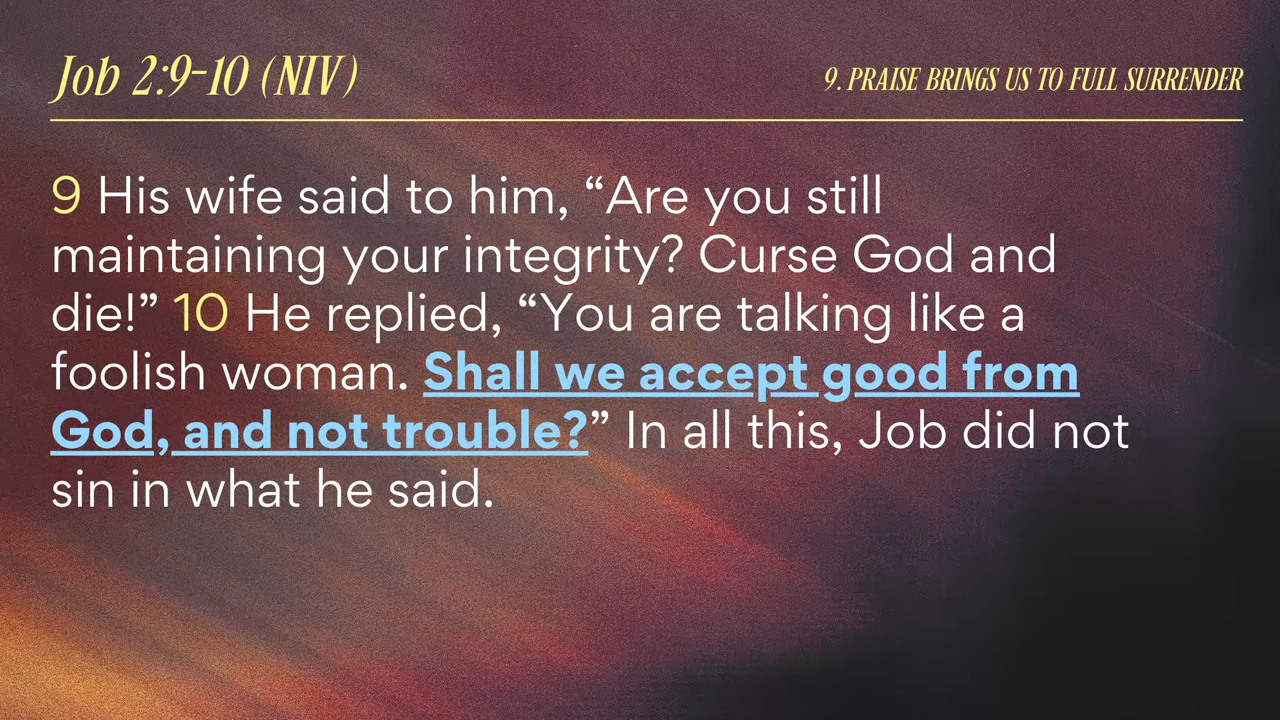 Job 2:9-10 (NIV)
9. PRAISE BRINGS US TO FULL SURRENDER
9 His wife said to him, “Are you still
maintaining your integrity? Curse God and
die!” 10 He replied, “You are talking like a
foolish woman. Shall we accept good from
God, and not trouble?” In all this, Job did not
sin in what he said.